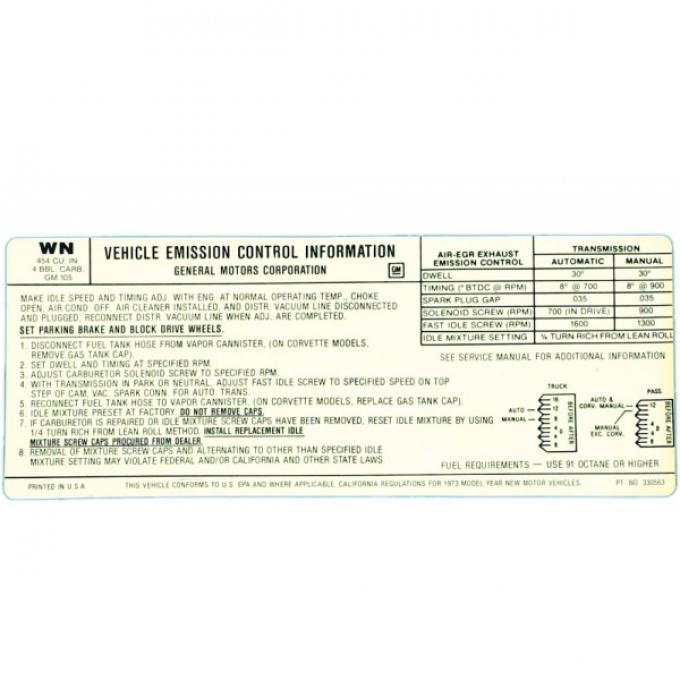 WN
454 CU. IN.
4 BBL. CARB.
GM 105
VEHICLE EMISSION CONTROL INFORMATION
GENERAL MOTORS CORPORATION
GM
AIR-EGR EXHAUST
EMISSION CONTROL
TRANSMISSION
AUTOMATIC MANUAL
DWELL 30° 30°
TIMING (°BTDC @ RPM) 8° @ 700 8° @ 900
SPARK PLUG GAP .035 .035
SOLENOID SCREW (RPM) 700 (IN DRIVE) 900
FAST IDLE SCREW (RPM) 1600 1300
IDLE MIXTURE SETTING ¼ TURN RICH FROM LEAN ROLL
MAKE IDLE SPEED AND TIMING ADJ. WITH ENG. AT NORMAL OPERATING TEMP., CHOKE
OPEN, AIR COND. OFF, AIR CLEANER INSTALLED, AND DISTR. VACUUM LINE DISCONNECTED
AND PLUGGED, RECONNECT DISTR. VACUUM LINE WHEN ADJ. ARE COMPLETED.
SET PARKING BRAKE AND BLOCK DRIVE WHEELS.
1. DISCONNECT FUEL TANK HOSE FROM VAPOR CANNISTER, (ON CORVETTE MODELS,
REMOVE GAS TANK CAP).
2. SET DWELL AND TIMING AT SPECIFIED RPM.
3. ADJUST CARBURETOR SOLENOID SCREW TO SPECIFIED RPM.
4. WITH TRANSMISSION IN PARK OR NEUTRAL, ADJUST FAST IDLE SCREW TO SPECIFIED SPEED ON TOP
STEP OF CAM, VAC. SPARK CONN. FOR AUTO. TRANS.
5. RECONNECT FUEL TANK HOSE TO VAPOR CANNISTER. (ON CORVETTE MODELS, REPLACE GAS TANK CAP).
6. IDLE MIXTURE PRESET AT FACTORY. DO NOT REMOVE CAPS.
7. IF CARBURETOR IS REPAIRED OR IDLE MIXTURE SCREW CAPS HAVE BEEN REMOVED, RESET IDLE MIXTURE BY USING
1/4 TURN RICH FROM LEAN ROLL METHOD. INSTALL REPLACEMENT IDLE
MIXTURE SCREW CAPS PROCURED FROM DEALER.
8. REMOVAL OF MIXTURE SCREW CAPS AND ALTERNATING TO OTHER THAN SPECIFIED IDLE
MIXTURE SETTING MAY VIOLATE FEDERAL AND/OR CALIFORNIA AND OTHER STATE LAWS.
SEE SERVICE MANUAL FOR ADDITIONAL INFORMATION
TRUCK
AUTO
MANUAL
16
12
8
4
0
BEFORE AFTER
PASS.
AUTO &
CORV. MANUAL
MANUAL
EXC. CORV.
12
8
4
0
BEFORE AFTER
FUEL REQUIREMENTS — USE 91 OCTANE OR HIGHER.
PRINTED IN U.S.A. THIS VEHICLE CONFORMS TO U.S. EPA AND WHERE APPLICABLE, CALIFORNIA REGULATIONS FOR 1973 MODEL YEAR NEW MOTOR VEHICLES. PT. NO. 330563